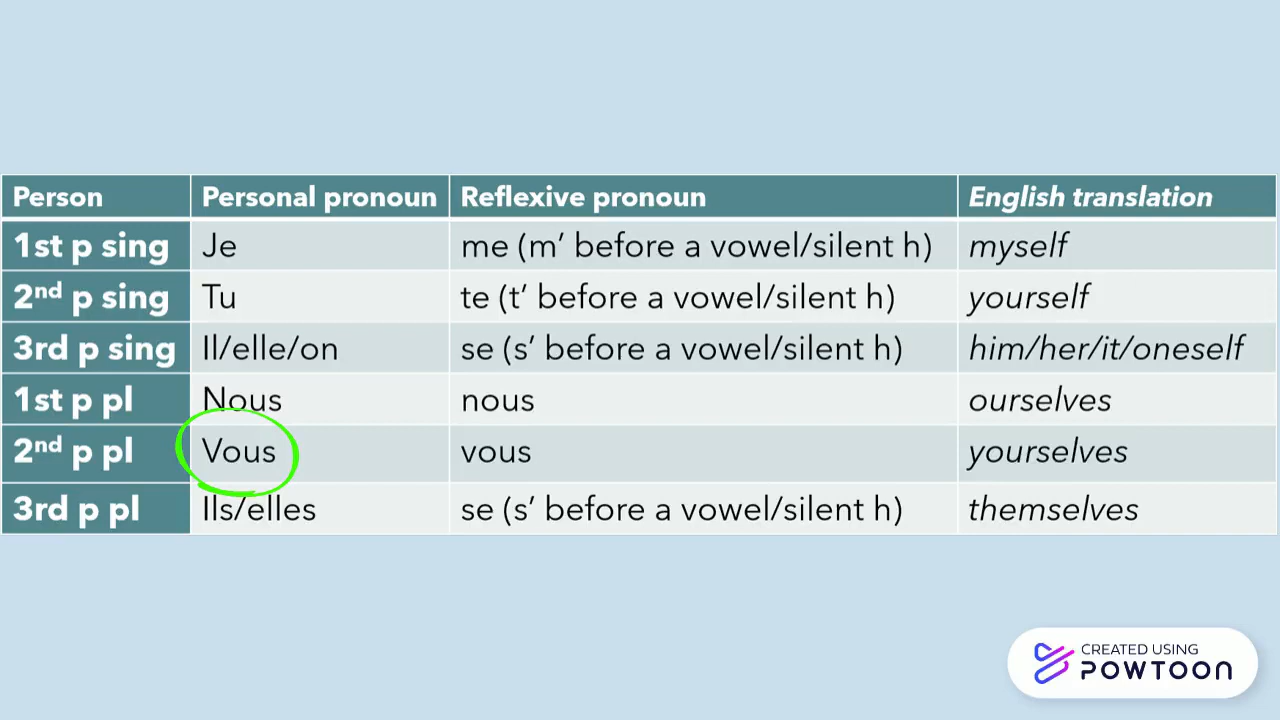 Person Personal pronoun Reflexive pronoun English translation
1st p sing Je me (m’ before a vowel/silent h) myself
2nd p sing Tu te (t’ before a vowel/silent h) yourself
3rd p sing Il/elle/on se (s’ before a vowel/silent h) him/her/it/oneself
1st p pl Nous nous ourselves
2nd p pl Vous vous yourselves
3rd p pl Ils/elles se (s’ before a vowel/silent h) themselves
CREATED USING
POWTOON